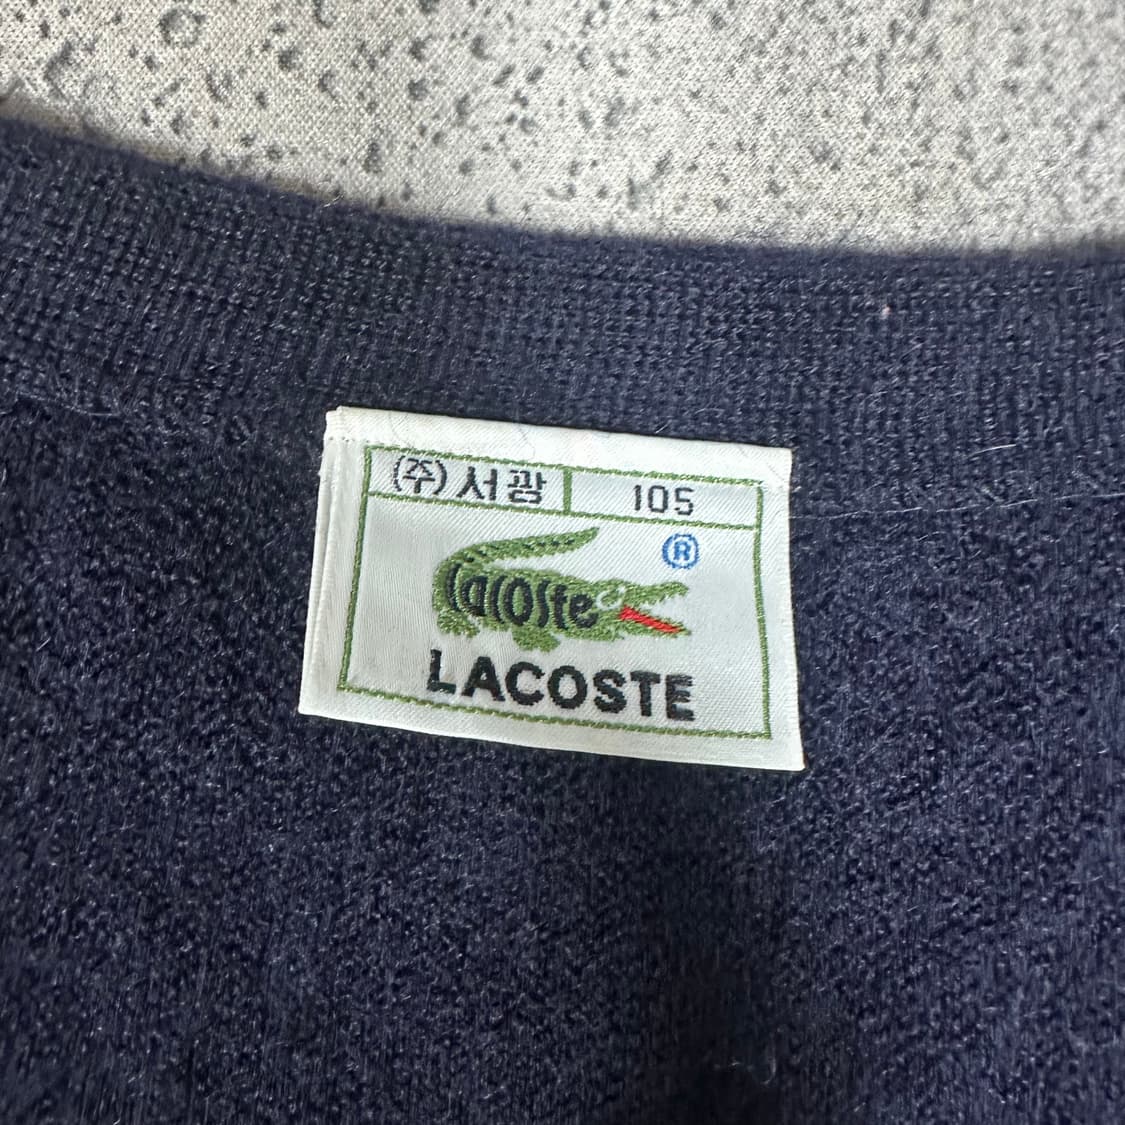 (주)서광 105
®
Lacoste
LACOSTE